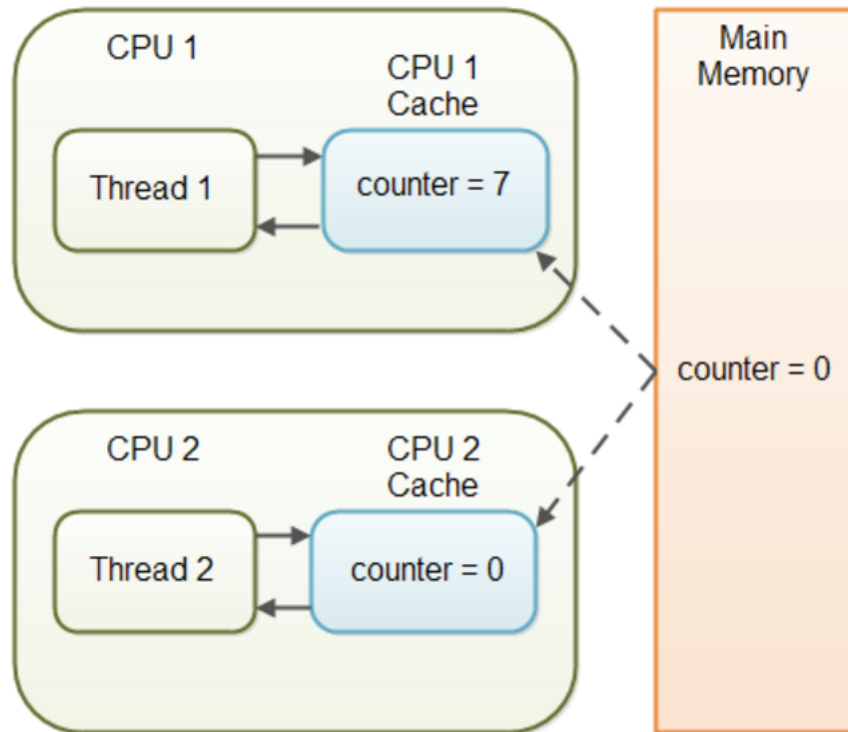 CPU 1
CPU 1
Cache
Thread 1
counter = 7
Main
Memory
counter = 0
CPU 2
CPU 2
Cache
Thread 2
counter = 0